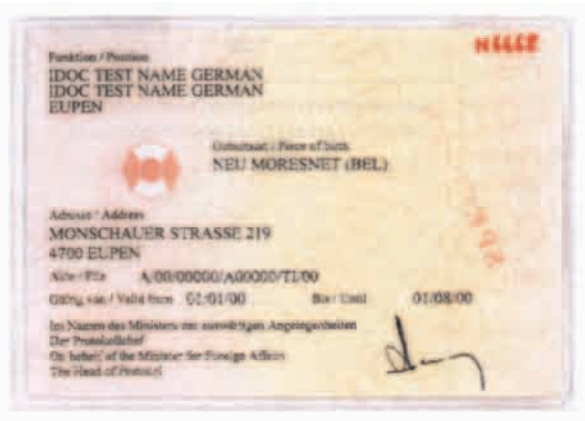 Funktion / Position
IDOC TEST NAME GERMAN
IDOC TEST NAME GERMAN
EUPEN
Geburtsort / Place of birth
NEU MORESNET (BEL)
Adresse / Address
MONSCHAUER STRASSE 219
4700 EUPEN
Akte / File A/00/00000/A00000/TI/00
Gültig von / Valid from 01/01/00 Bis / Until 01/08/00
Im Namen des Ministers der auswärtigen Angelegenheiten
Der Protokollchef
On behalf of the Minister for Foreign Affairs
The Head of Protocol